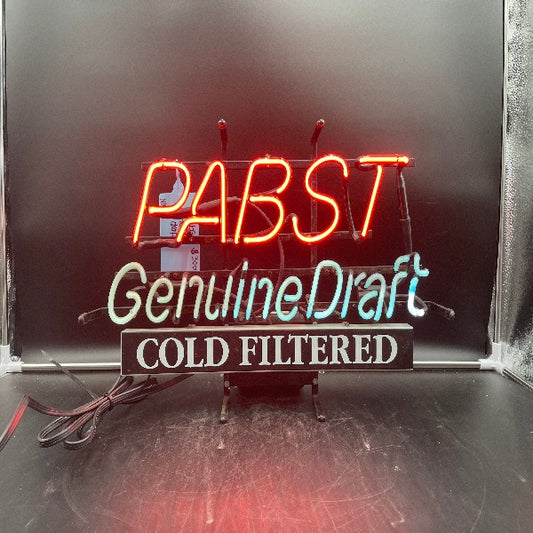 PABST
Genuine Draft
COLD FILTERED